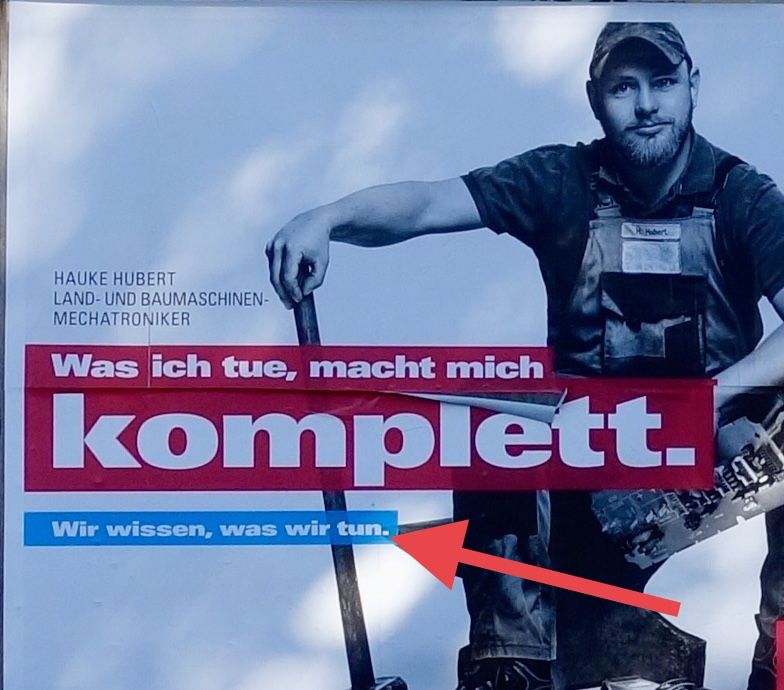 HAUKE HUBERT
LAND- UND BAUMASCHINEN-
MECHATRONIKER
Was ich tue, macht mich
komplett.
Wir wissen, was wir tun.
H. Hubert